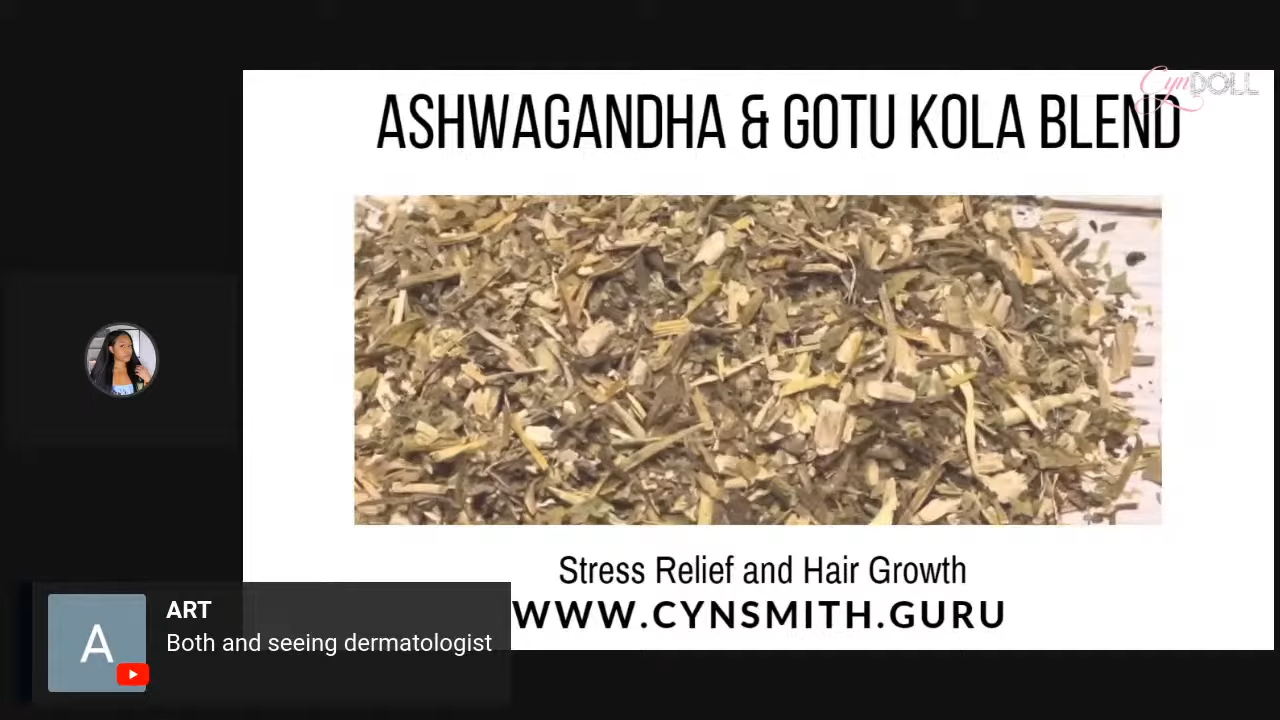 CynDOLL
ASHWAGANDHA & GOTU KOLA BLEND
Stress Relief and Hair Growth
WWW.CYNSMITH.GURU
A
ART
Both and seeing dermatologist